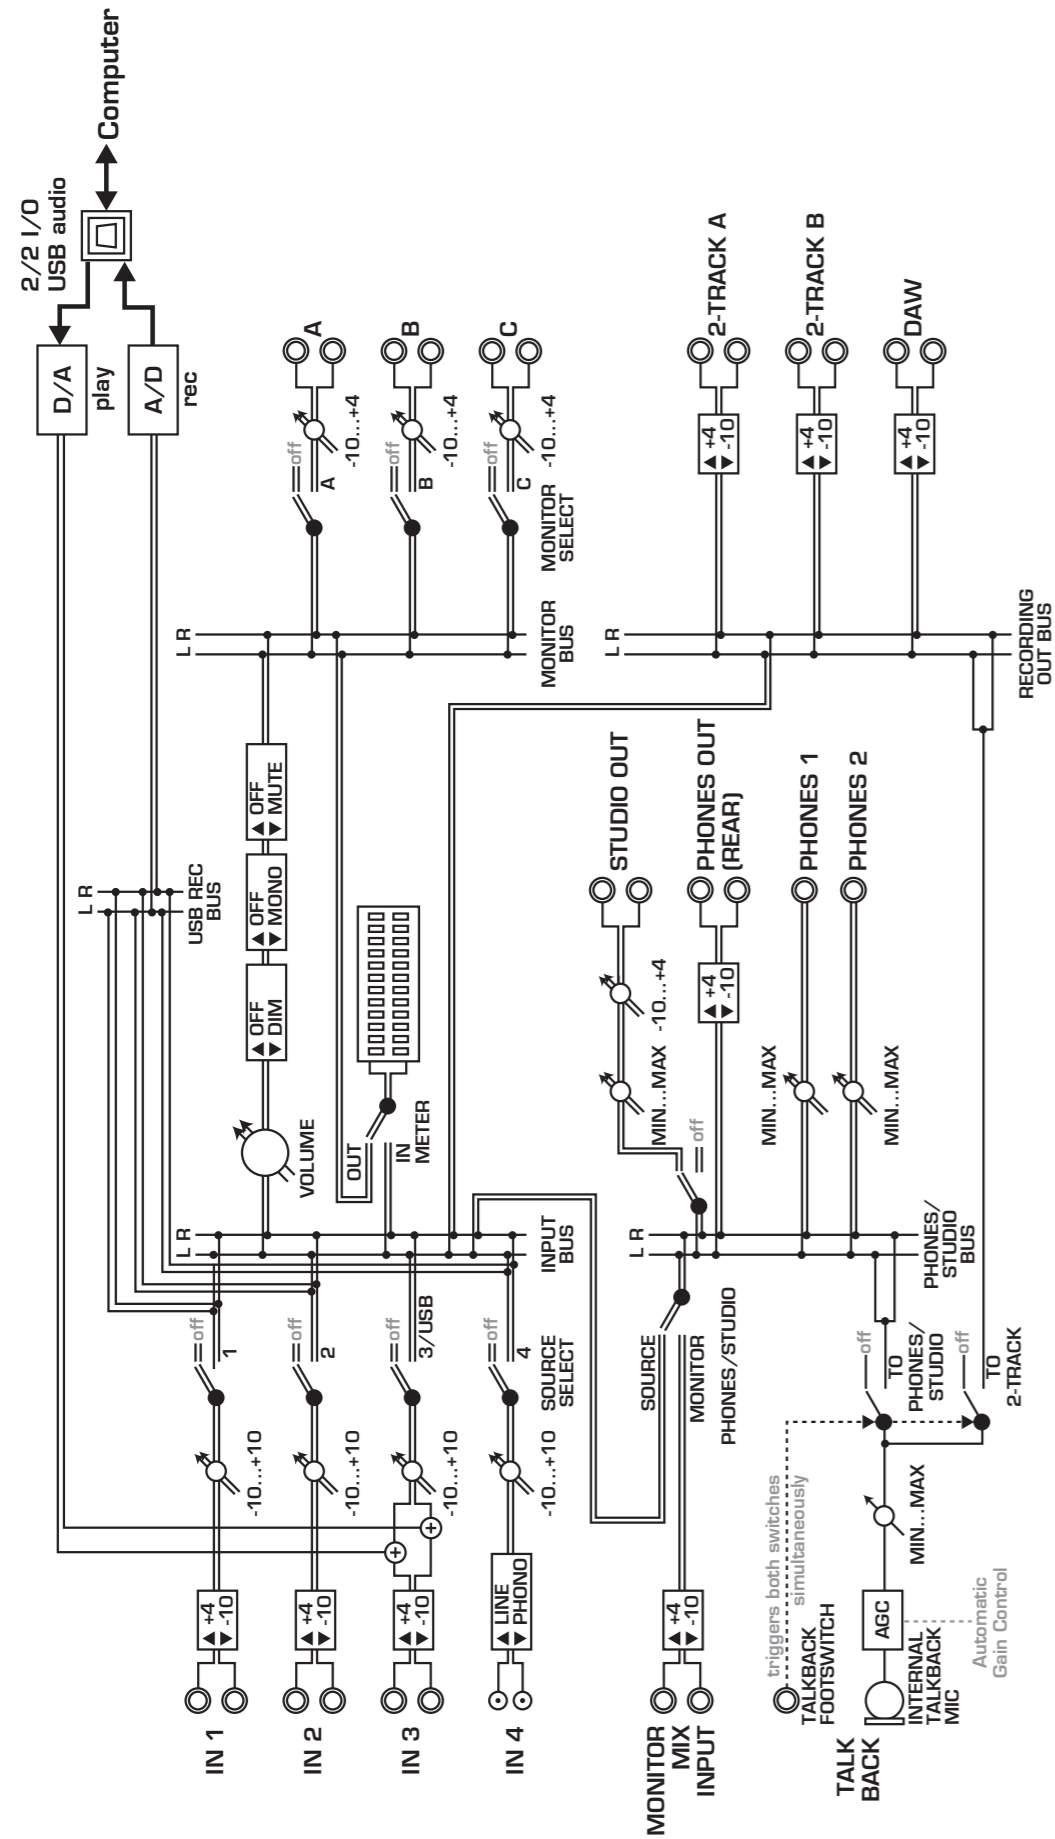 2/2 I/O
USB audio
Computer
D/A
play
A/D
rec
L R
USB REC
BUS
OFF
DIM
OFF
MONO
OFF
MUTE
VOLUME
OUT
IN
METER
L R
MONITOR
BUS
off
A
-10...+4
A
off
B
-10...+4
B
off
C
-10...+4
C
MONITOR
SELECT
IN 1
+4
-10
-10...+10
off
1
IN 2
+4
-10
-10...+10
off
2
IN 3
+4
-10
-10...+10
off
3/USB
IN 4
LINE
PHONO
-10...+10
off
4
SOURCE
SELECT
L R
INPUT
BUS
MONITOR
MIX
INPUT
+4
-10
SOURCE
MONITOR
PHONES/STUDIO
off
MIN...MAX
-10...+4
STUDIO OUT
+4
-10
PHONES OUT
(REAR)
MIN...MAX
PHONES 1
MIN...MAX
PHONES 2
L R
PHONES/
STUDIO
BUS
L R
RECORDING
OUT BUS
+4
-10
2-TRACK A
+4
-10
2-TRACK B
+4
-10
DAW
TALK
BACK
TALKBACK
FOOTSWITCH
triggers both switches
simultaneously
INTERNAL
TALKBACK
MIC
AGC
Automatic
Gain Control
MIN...MAX
off
TO
PHONES/
STUDIO
off
TO
2-TRACK